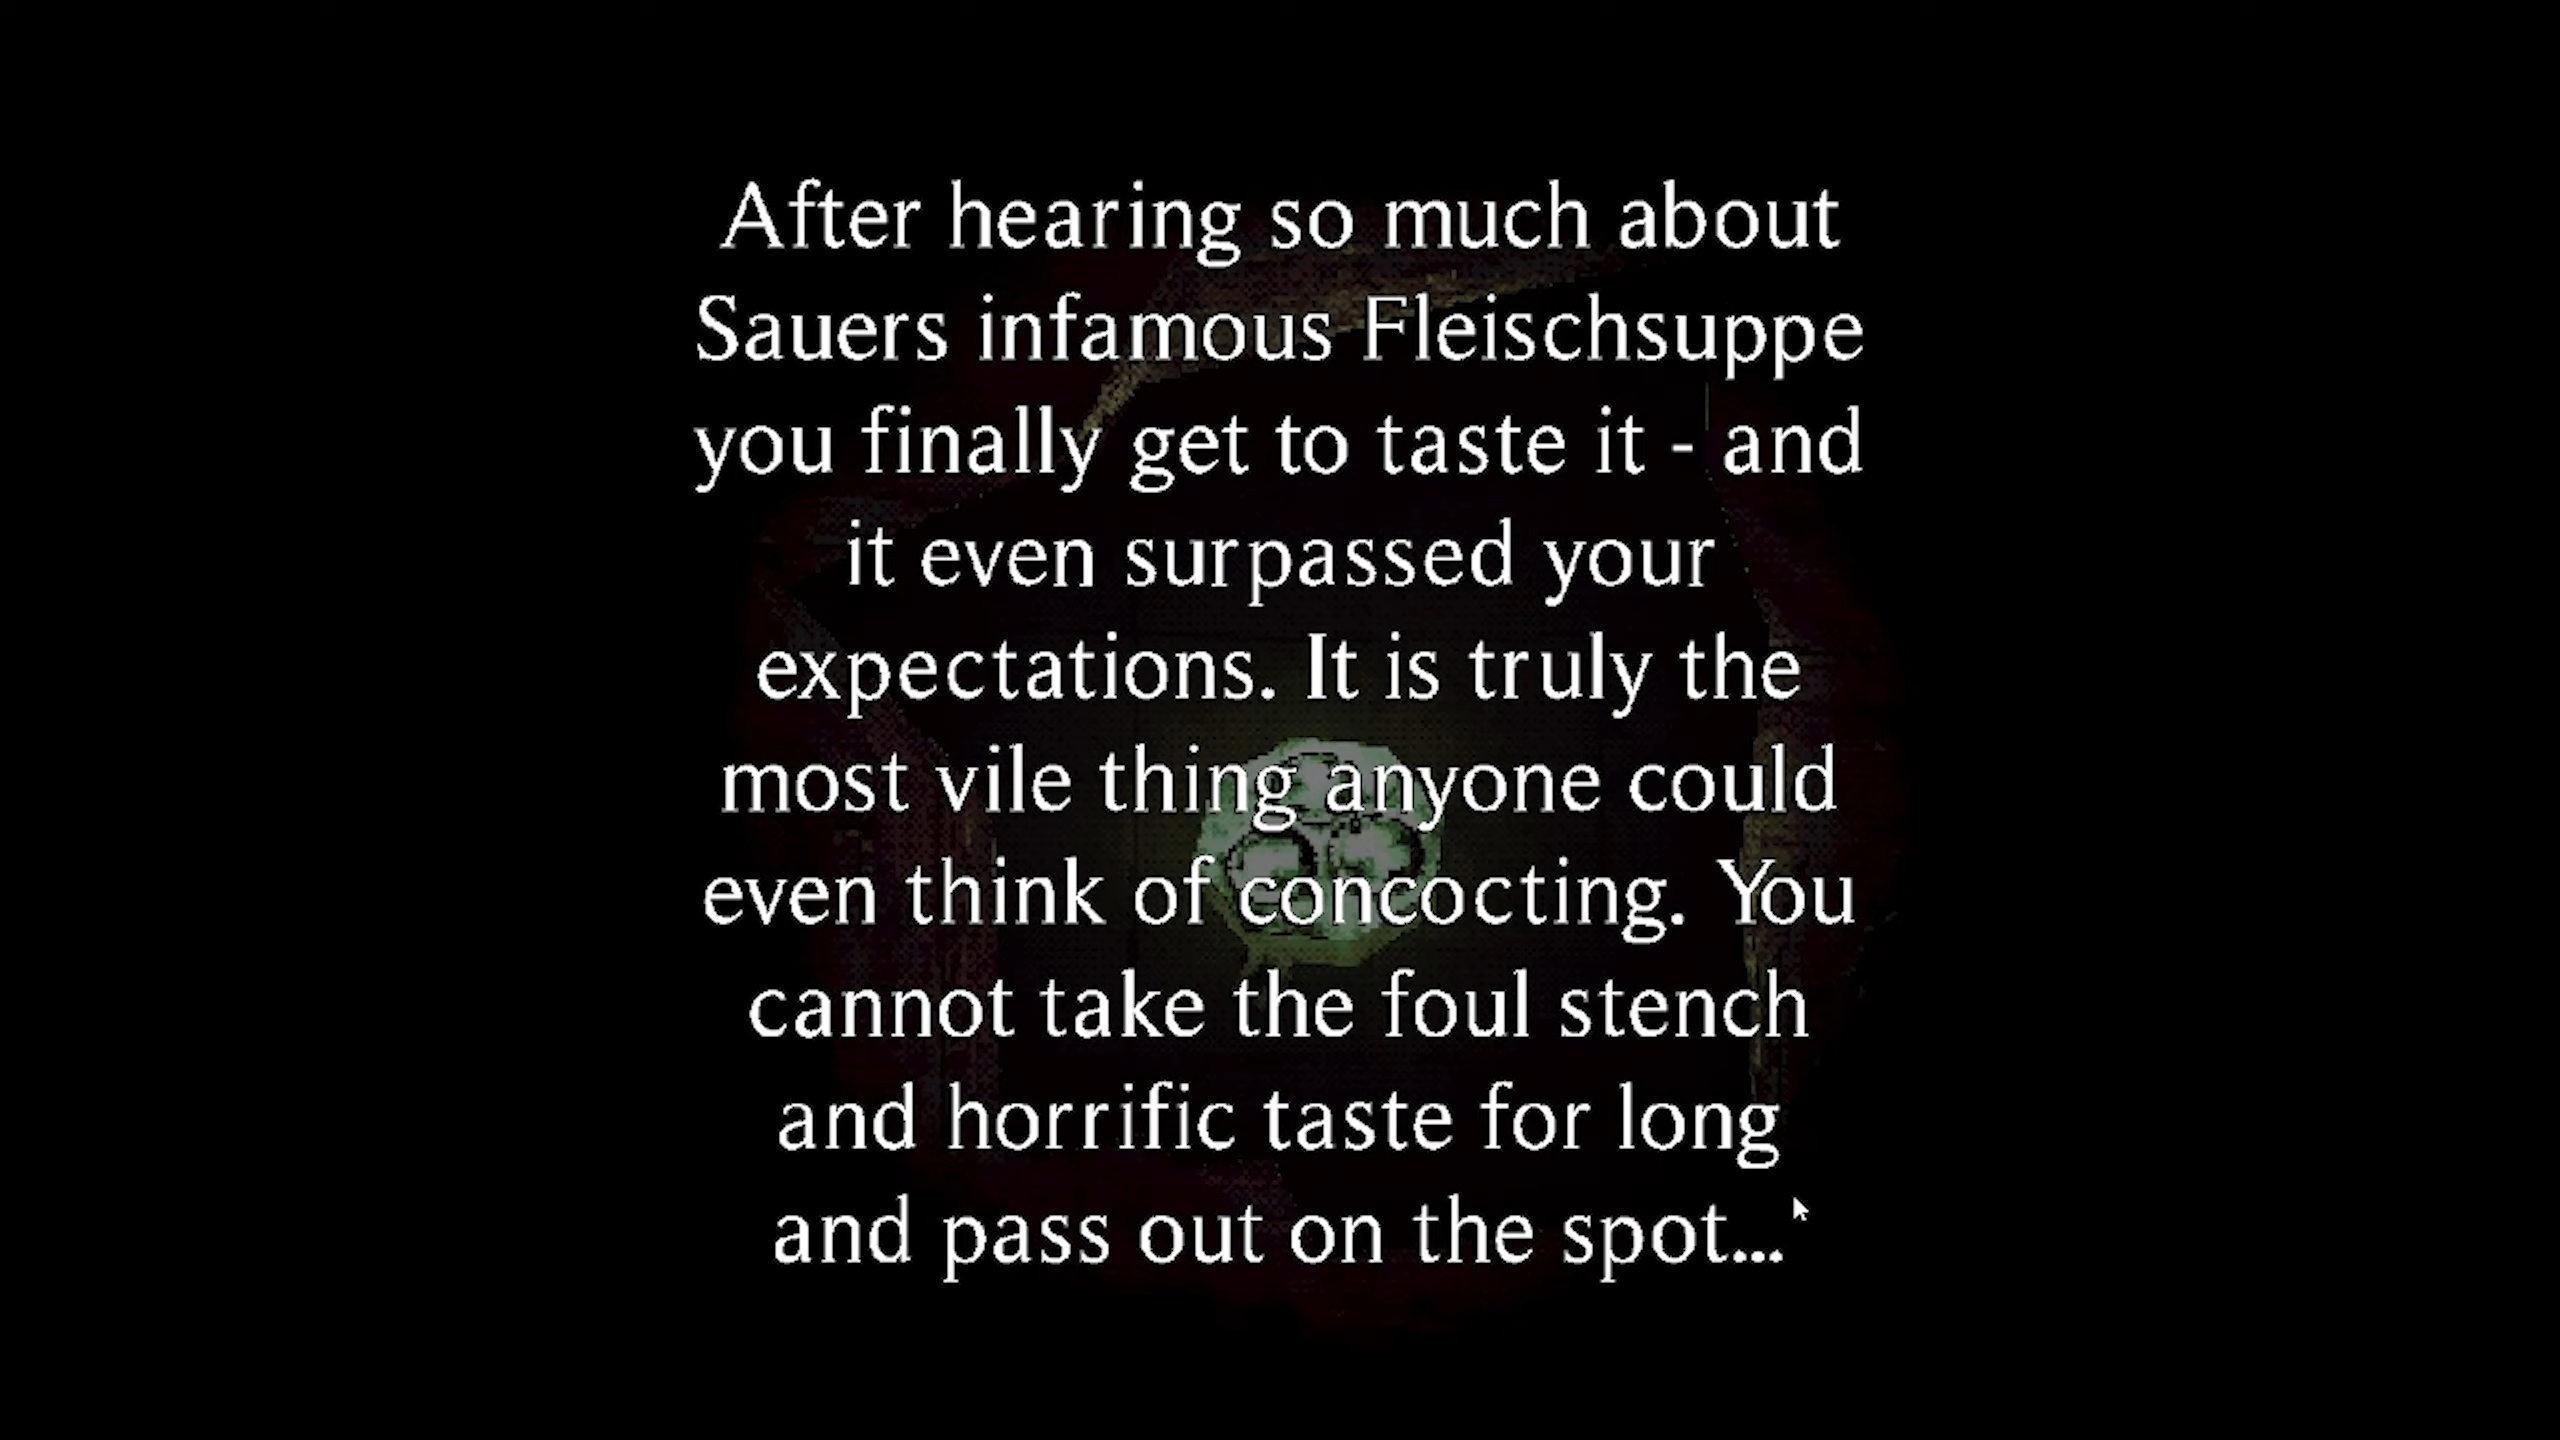 After hearing so much about
Sauers infamous Fleischsuppe
you finally get to taste it - and
it even surpassed your
expectations. It is truly the
most vile thing anyone could
even think of concocting. You
cannot take the foul stench
and horrific taste for long
and pass out on the spot...